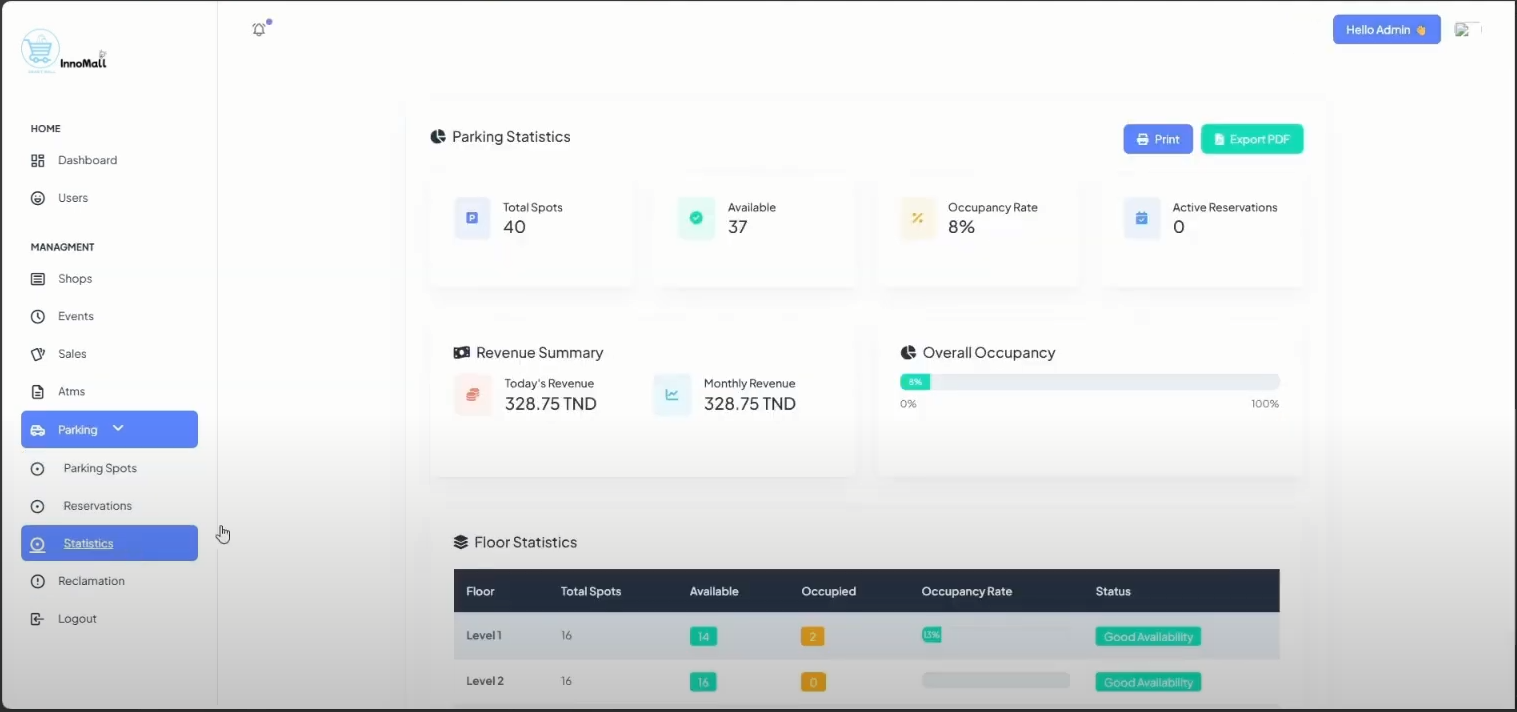 InnoMall
Hello Admin 👋
HOME
Dashboard
Users
MANAGMENT
Shops
Events
Sales
Atms
Parking
Parking Spots
Reservations
Statistics
Reclamation
Logout
Parking Statistics
Print
Export PDF
Total Spots
40
Available
37
Occupancy Rate
8%
Active Reservations
0
Revenue Summary
Today's Revenue
328.75 TND
Monthly Revenue
328.75 TND
Overall Occupancy
8%
0% 100%
Floor Statistics
Floor Total Spots Available Occupied Occupancy Rate Status
Level 1 16 14 2 13% Good Availability
Level 2 16 16 0 Good Availability